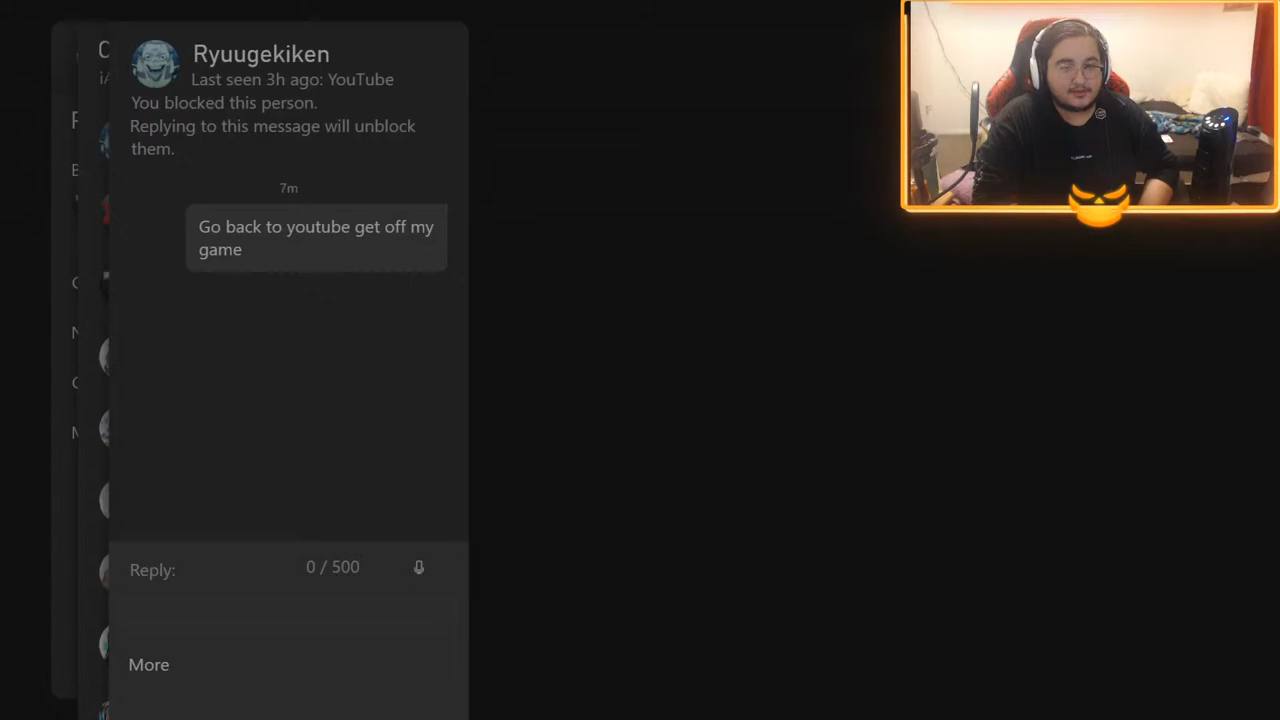 Ryuugekiken
Last seen 3h ago: YouTube
You blocked this person.
Replying to this message will unblock
them.
7m
Go back to youtube get off my
game
Reply:
0 / 500
More